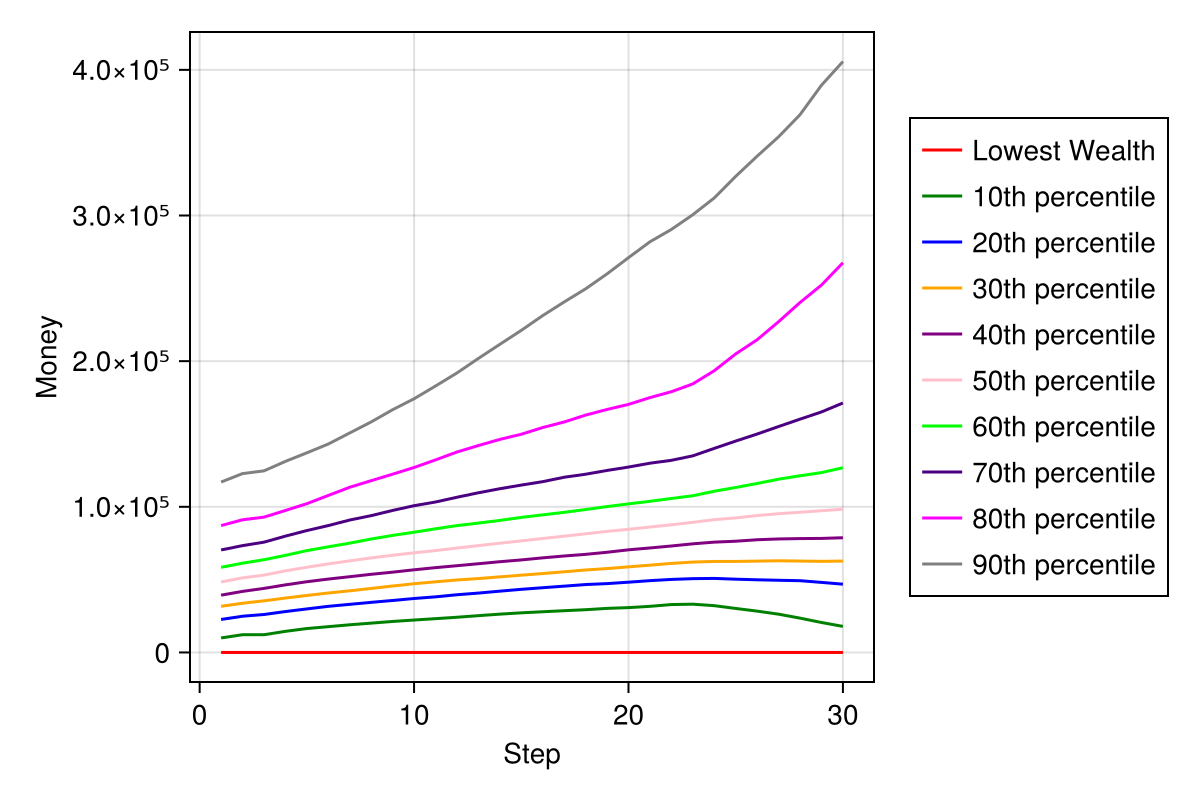 4.0×10⁵
3.0×10⁵
2.0×10⁵
1.0×10⁵
0
Money
0 10 20 30
Step
Lowest Wealth
10th percentile
20th percentile
30th percentile
40th percentile
50th percentile
60th percentile
70th percentile
80th percentile
90th percentile